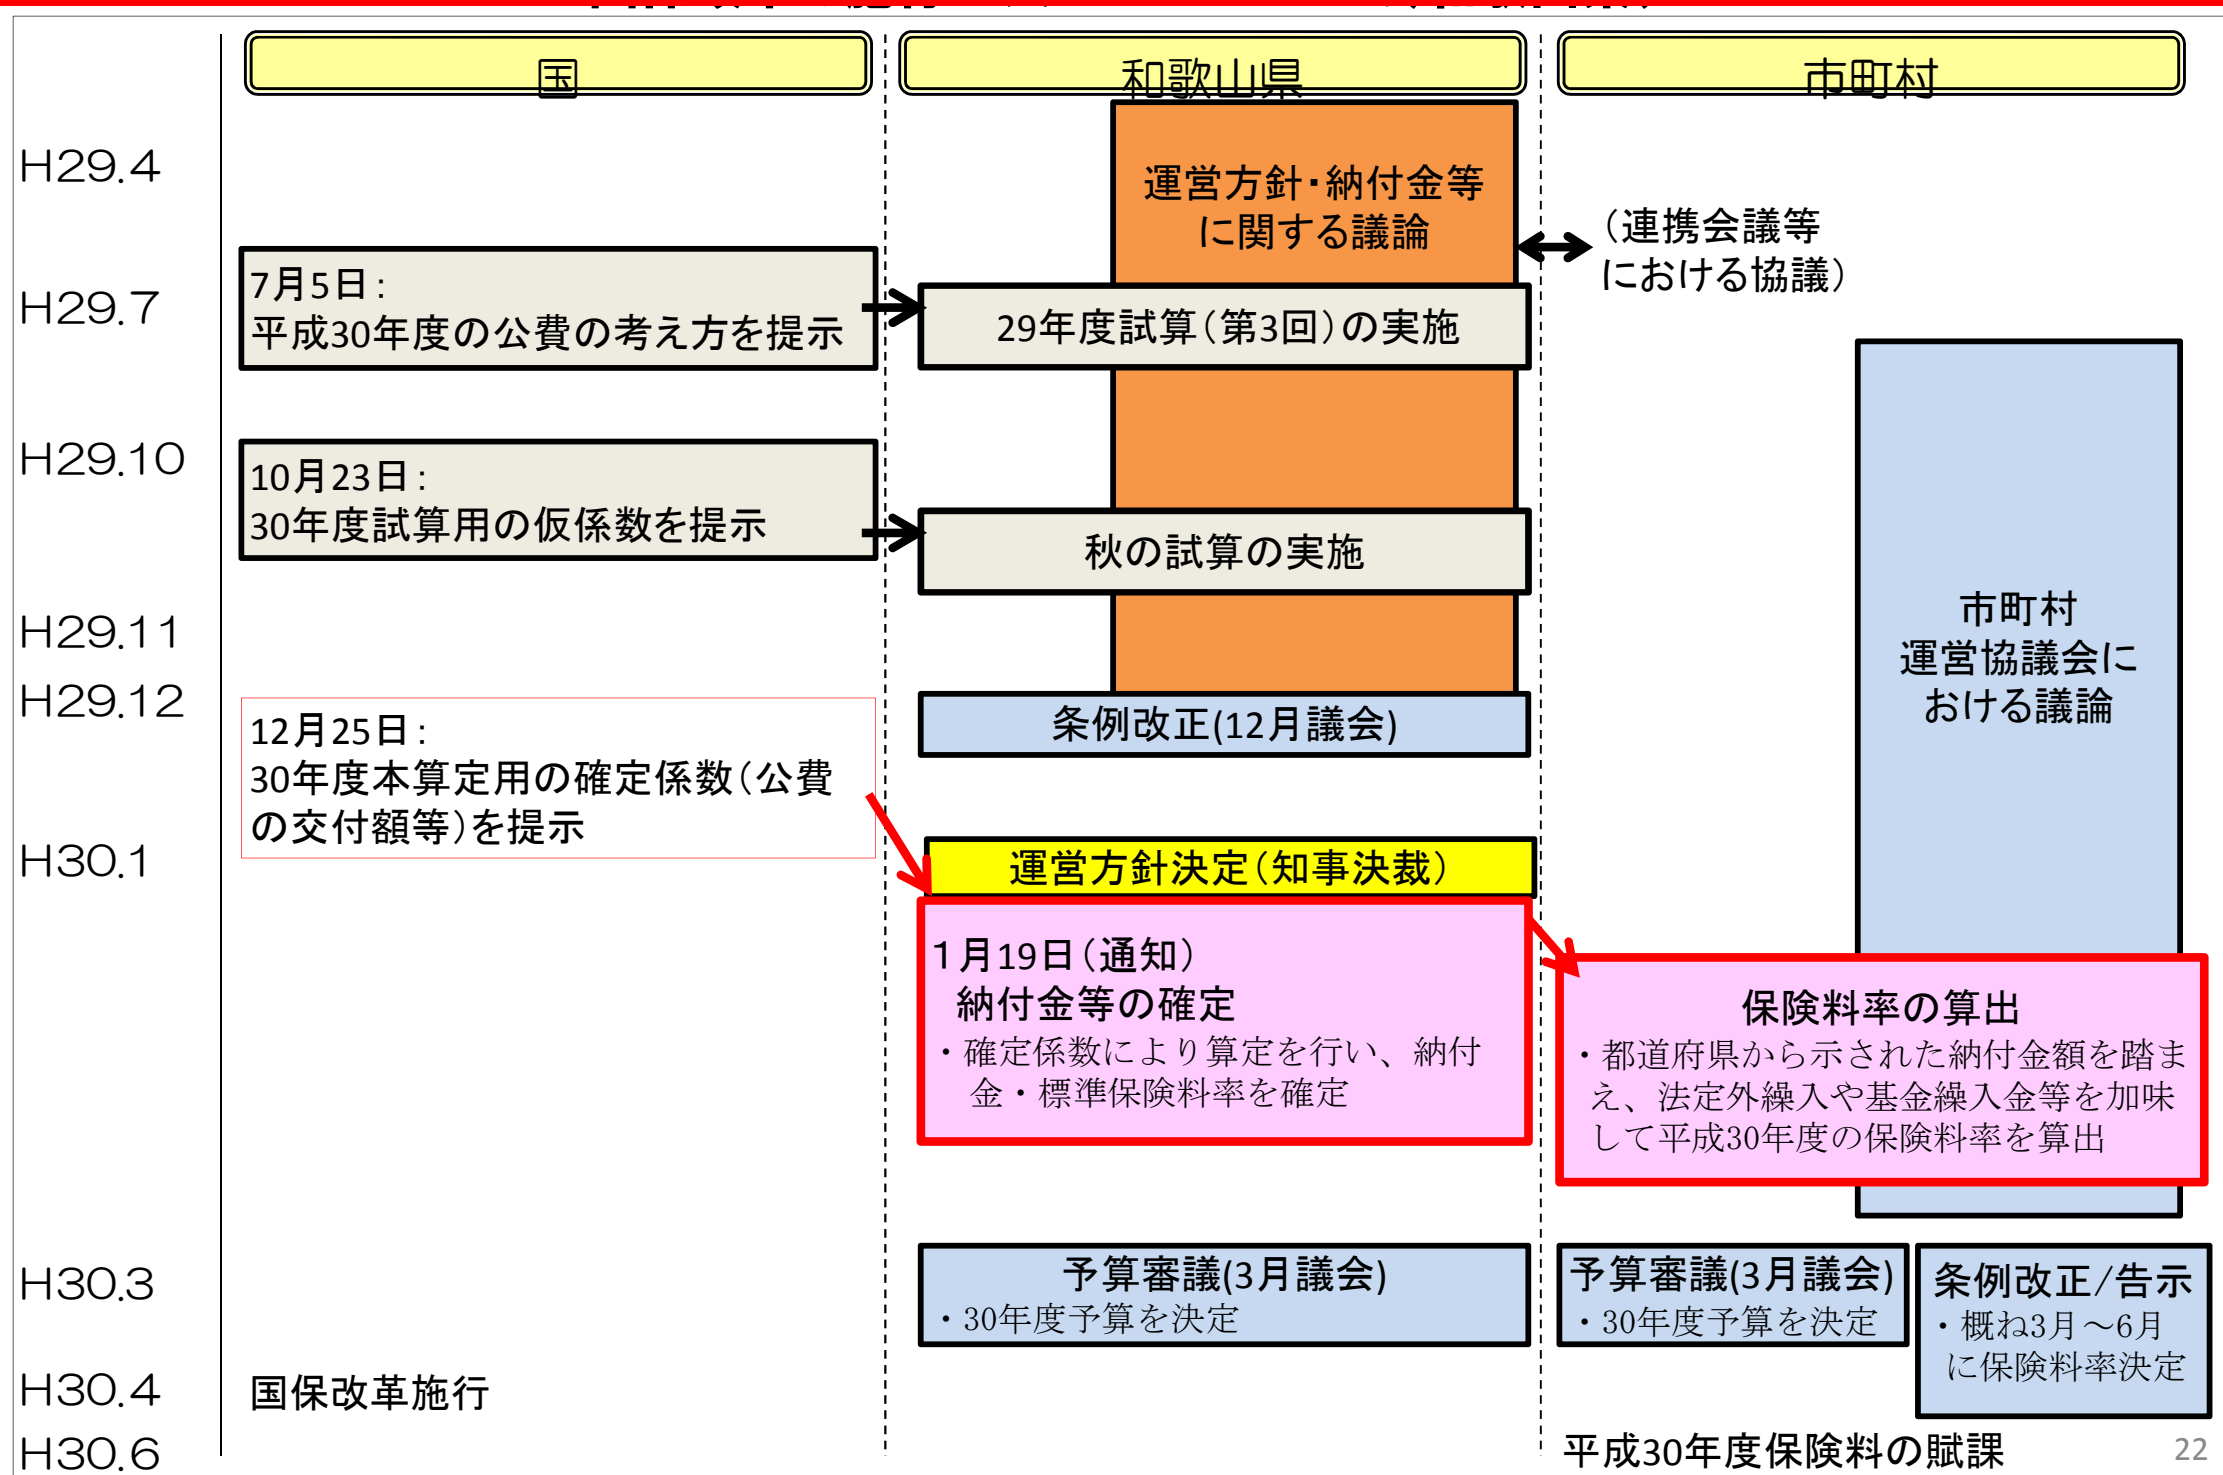 国
和歌山県
市町村
H29.4
運営方針・納付金等
に関する議論
（連携会議等
における協議）
H29.7
7月5日：
平成30年度の公費の考え方を提示
29年度試算（第3回）の実施
H29.10
10月23日：
30年度試算用の仮係数を提示
秋の試算の実施
H29.11
市町村
運営協議会に
おける議論
H29.12
条例改正(12月議会)
12月25日：
30年度本算定用の確定係数（公費
の交付額等）を提示
H30.1
運営方針決定（知事決裁）
１月19日（通知）
納付金等の確定
・確定係数により算定を行い、納付
金・標準保険料率を確定
保険料率の算出
・都道府県から示された納付金額を踏ま
え、法定外繰入や基金繰入金等を加味
して平成30年度の保険料率を算出
H30.3
予算審議(3月議会)
・30年度予算を決定
予算審議(3月議会)
・30年度予算を決定
条例改正/告示
・概ね3月～6月
に保険料率決定
H30.4
国保改革施行
H30.6
平成30年度保険料の賦課
22